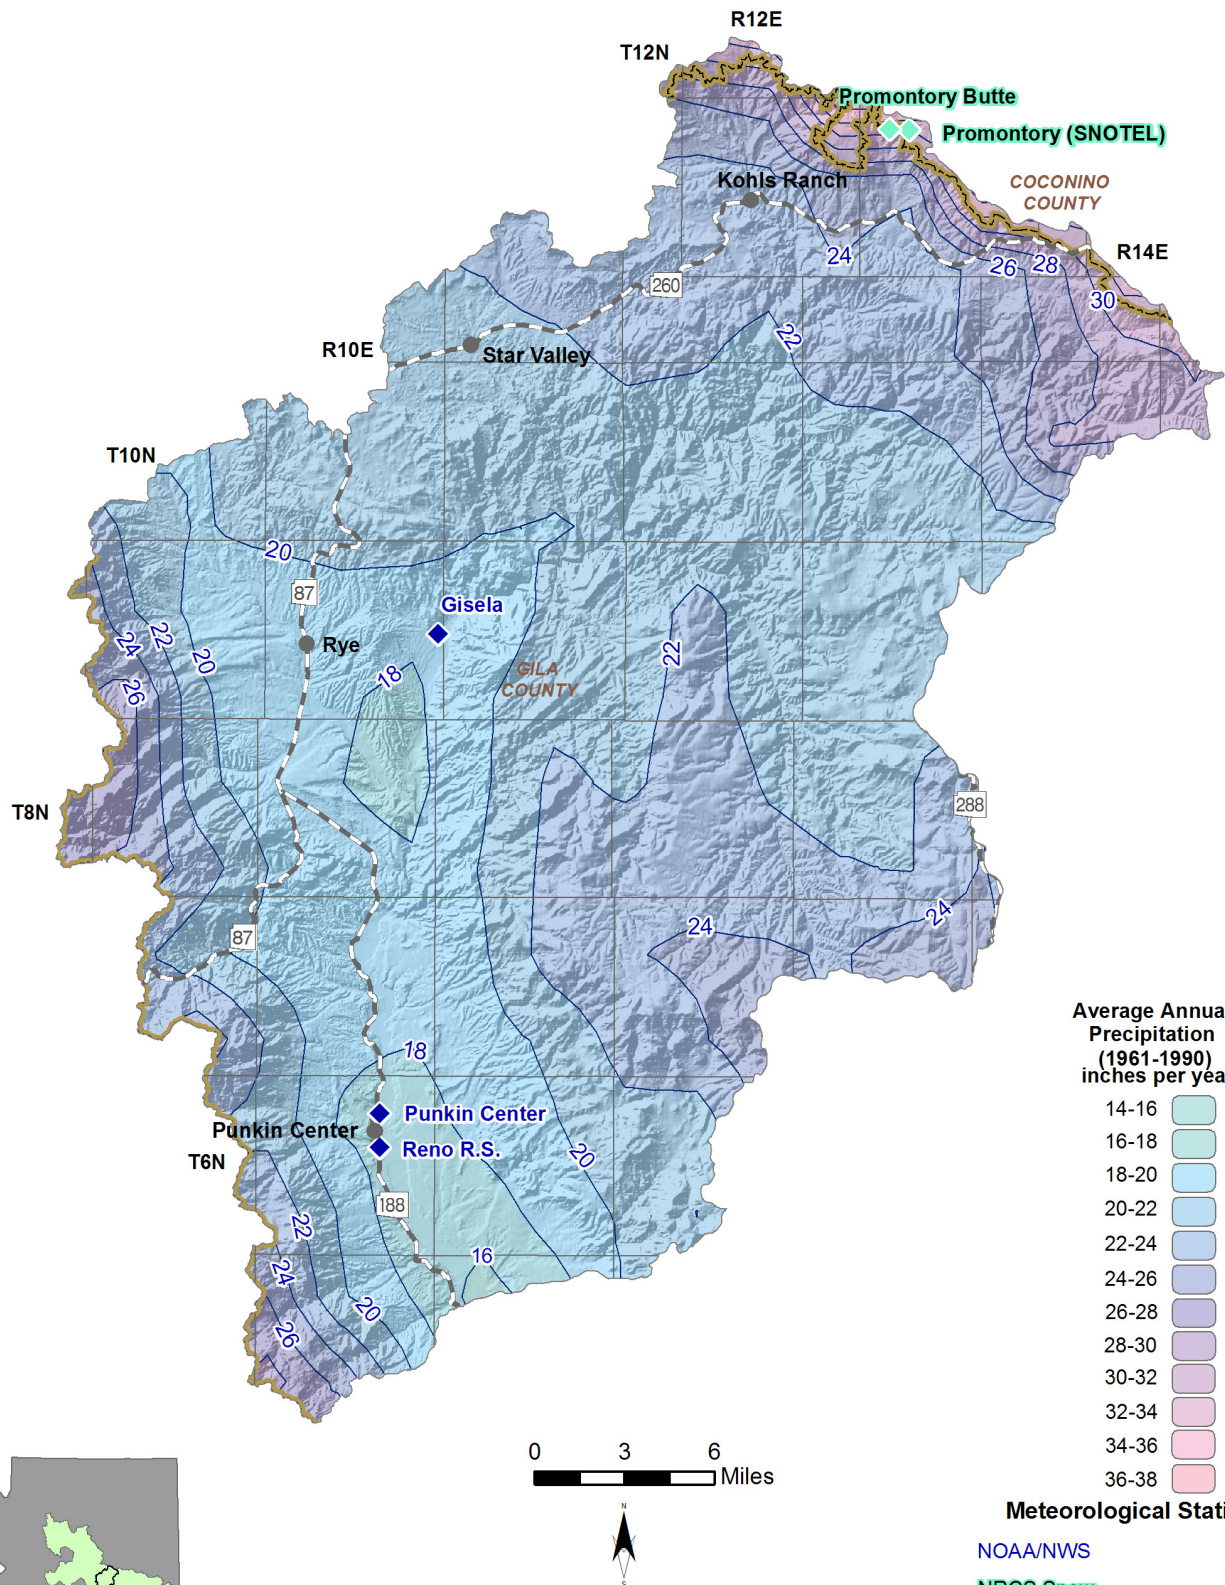 R12E
T12N
Promontory Butte
Promontory (SNOTEL)
Kohls Ranch
COCONINO
COUNTY
R14E
24
26
28
260
30
22
R10E
Star Valley
T10N
20
87
Gisela
24
22
20
Rye
22
18
GILA
COUNTY
26
T8N
288
24
24
87
18
Punkin Center
Punkin Center
Reno R.S.
T6N
20
188
22
16
24
20
26
Average Annua
Precipitation
(1961-1990)
inches per yea
14-16
16-18
18-20
20-22
22-24
24-26
26-28
28-30
30-32
32-34
34-36
36-38
0 3 6
Miles
N
S
Meteorological Stati
NOAA/NWS
NRCS Snow